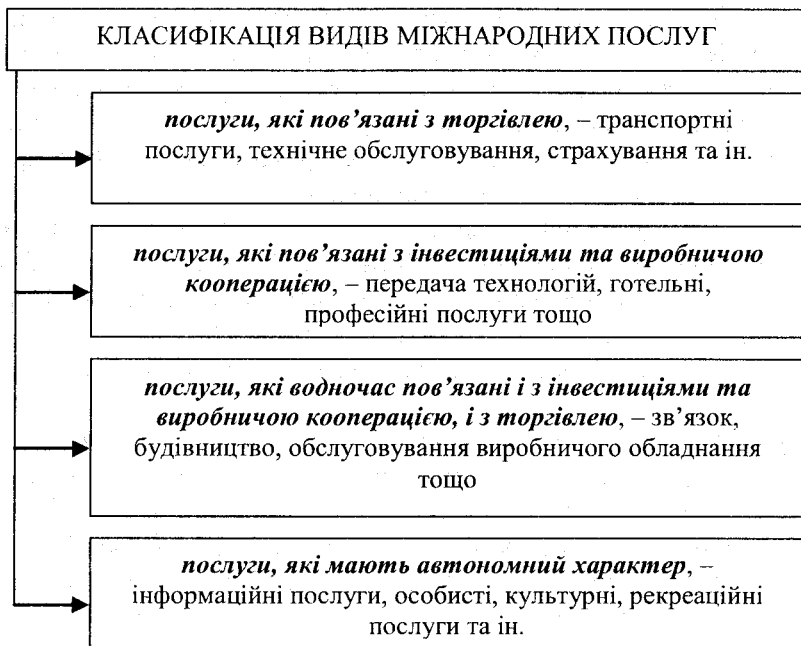 КЛАСИФІКАЦІЯ ВИДІВ МІЖНАРОДНИХ ПОСЛУГ
послуги, які пов’язані з торгівлею, – транспортні
послуги, технічне обслуговування, страхування та ін.
послуги, які пов’язані з інвестиціями та виробничою
кооперацією, – передача технологій, готельні,
професійні послуги тощо
послуги, які водночас пов’язані і з інвестиціями та
виробничою кооперацією, і з торгівлею, – зв’язок,
будівництво, обслуговування виробничого обладнання
тощо
послуги, які мають автономний характер, –
інформаційні послуги, особисті, культурні, рекреаційні
послуги та ін.